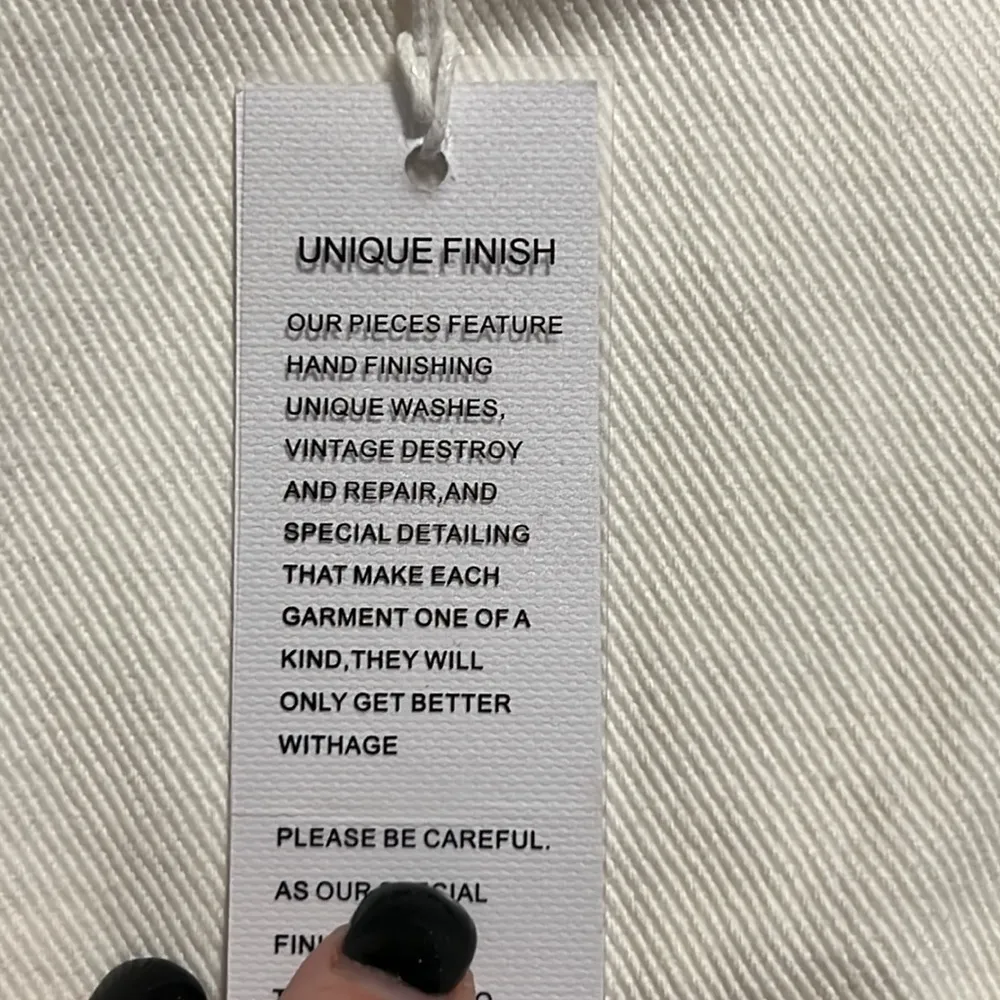 UNIQUE FINISH
OUR PIECES FEATURE
HAND FINISHING
UNIQUE WASHES,
VINTAGE DESTROY
AND REPAIR,AND
SPECIAL DETAILING
THAT MAKE EACH
GARMENT ONE OF A
KIND,THEY WILL
ONLY GET BETTER
WITHAGE
PLEASE BE CAREFUL.
AS OUR